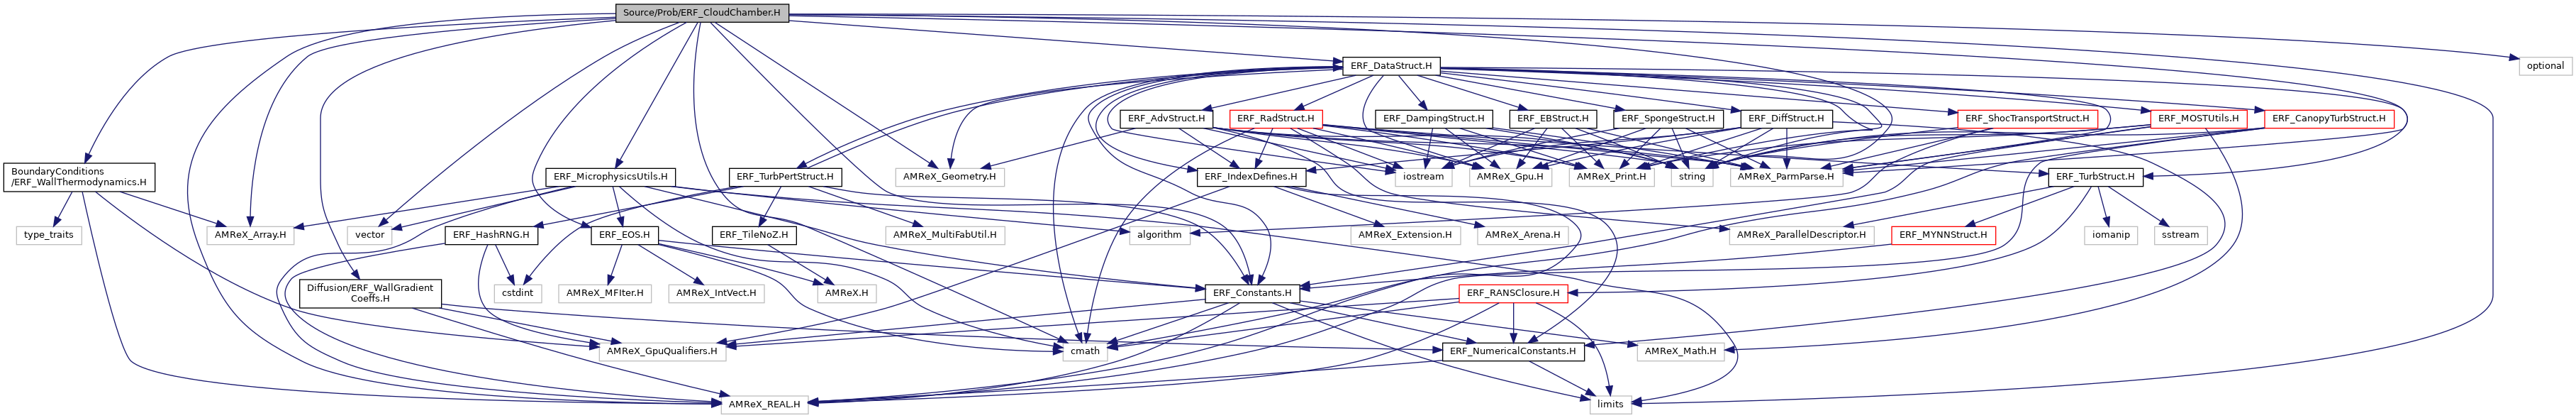 Source/Prob/ERF_CloudChamber.H
ERF_DataStruct.H
optional
ERF_AdvStruct.H
ERF_RadStruct.H
ERF_DampingStruct.H
ERF_EBStruct.H
ERF_SpongeStruct.H
ERF_DiffStruct.H
ERF_ShocTransportStruct.H
ERF_MOSTUtils.H
ERF_CanopyTurbStruct.H
BoundaryConditions
/ERF_WallThermodynamics.H
ERF_MicrophysicsUtils.H
ERF_TurbPertStruct.H
AMReX_Geometry.H
ERF_IndexDefines.H
iostream
AMReX_Gpu.H
AMReX_Print.H
string
AMReX_ParmParse.H
ERF_TurbStruct.H
type_traits
AMReX_Array.H
vector
ERF_HashRNG.H
ERF_EOS.H
ERF_TileNoZ.H
AMReX_MultiFabUtil.H
algorithm
AMReX_Extension.H
AMReX_Arena.H
AMReX_ParallelDescriptor.H
ERF_MYNNStruct.H
iomanip
sstream
Diffusion/ERF_WallGradient
Coeffs.H
cstdint
AMReX_MFIter.H
AMReX_IntVect.H
AMReX.H
ERF_Constants.H
ERF_RANSClosure.H
AMReX_GpuQualifiers.H
cmath
ERF_NumericalConstants.H
AMReX_Math.H
AMReX_REAL.H
limits